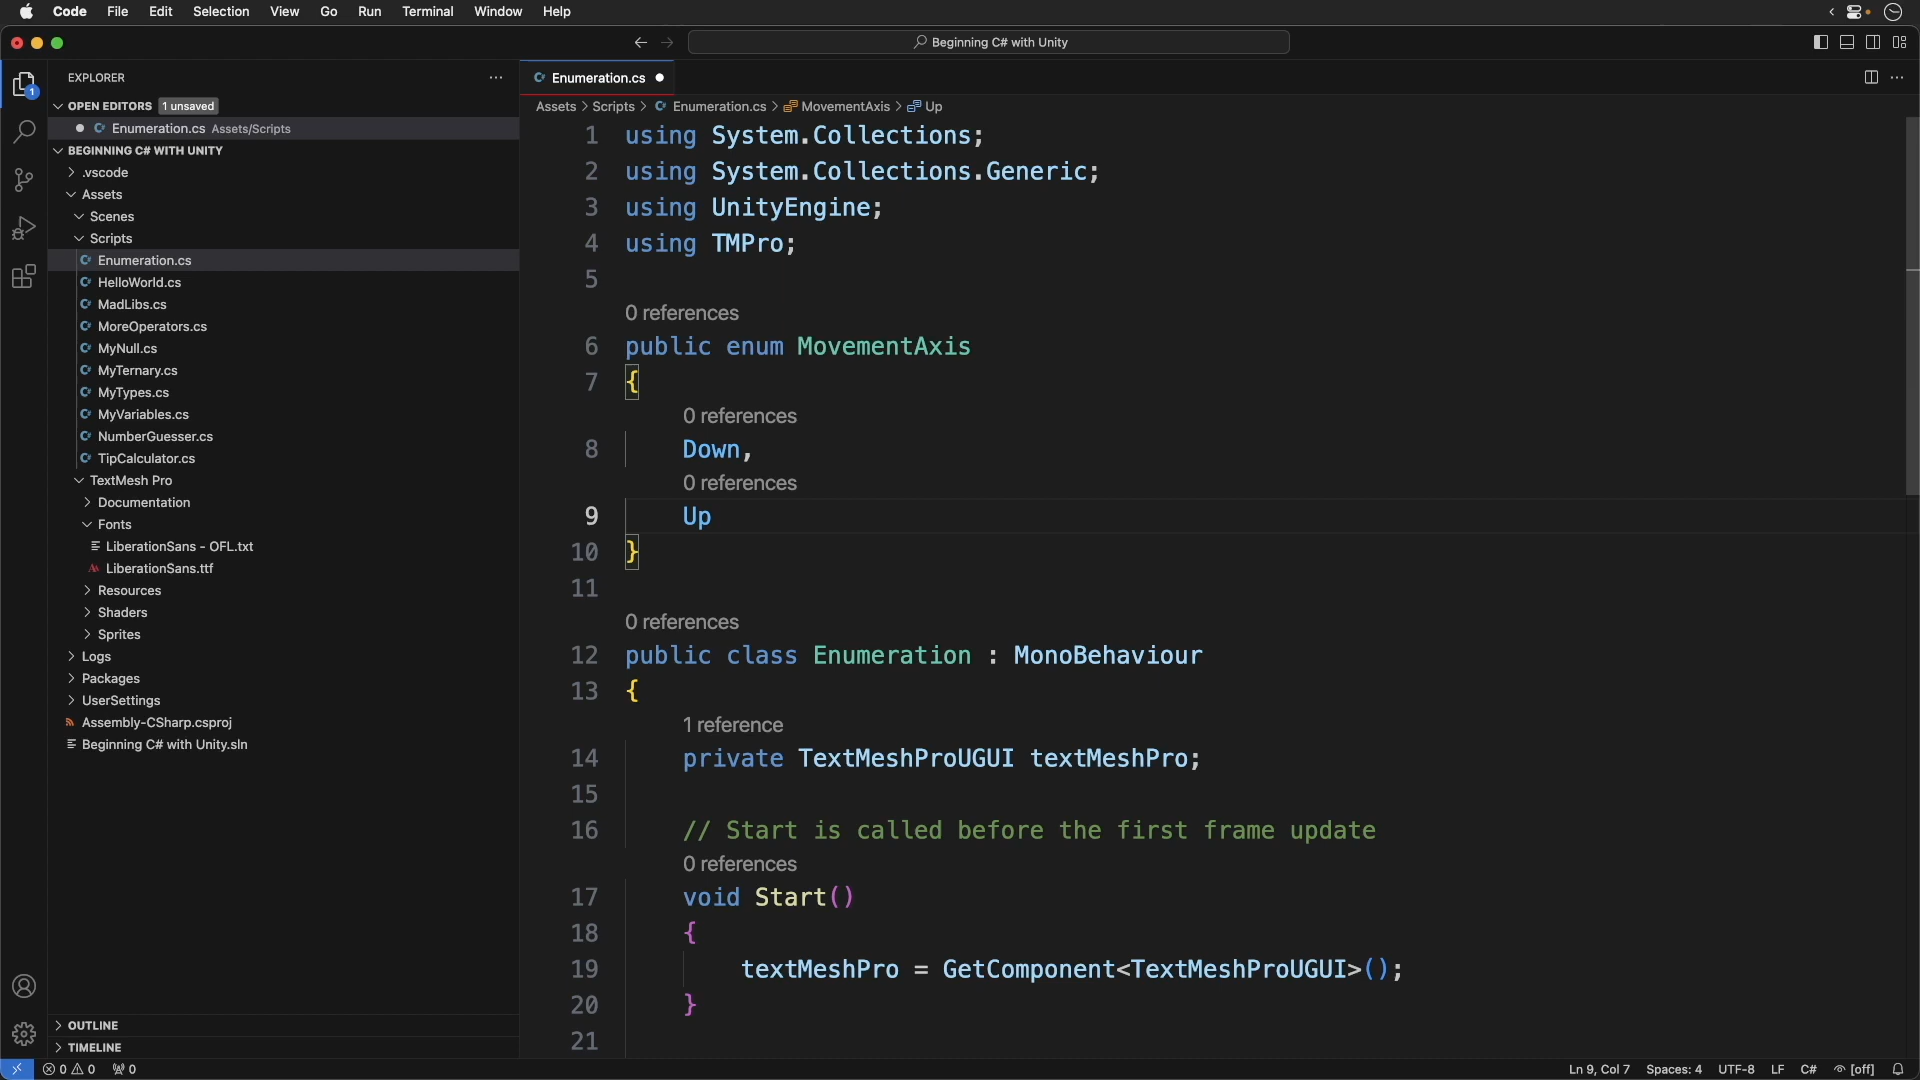 Code File Edit Selection View Go Run Terminal Window Help
Beginning C# with Unity
EXPLORER
OPEN EDITORS 1 unsaved
Enumeration.cs Assets/Scripts
BEGINNING C# WITH UNITY
.vscode
Assets
Scenes
Scripts
Enumeration.cs
HelloWorld.cs
MadLibs.cs
MoreOperators.cs
MyNull.cs
MyTernary.cs
MyTypes.cs
MyVariables.cs
NumberGuesser.cs
TipCalculator.cs
TextMesh Pro
Documentation
Fonts
LiberationSans - OFL.txt
LiberationSans.ttf
Resources
Shaders
Sprites
Logs
Packages
UserSettings
Assembly-CSharp.csproj
Beginning C# with Unity.sln
OUTLINE
TIMELINE
1
Enumeration.cs
Assets > Scripts > Enumeration.cs > MovementAxis > Up
1 using System.Collections;
2 using System.Collections.Generic;
3 using UnityEngine;
4 using TMPro;
5
0 references
6 public enum MovementAxis
7 {
0 references
8 Down,
0 references
9 Up
10 }
11
0 references
12 public class Enumeration : MonoBehaviour
13 {
1 reference
14 private TextMeshProUGUI textMeshPro;
15
16 // Start is called before the first frame update
0 references
17 void Start()
18 {
19 textMeshPro = GetComponent<TextMeshProUGUI>();
20 }
21
0 0 0 Ln 9, Col 7 Spaces: 4 UTF-8 LF C# [off]